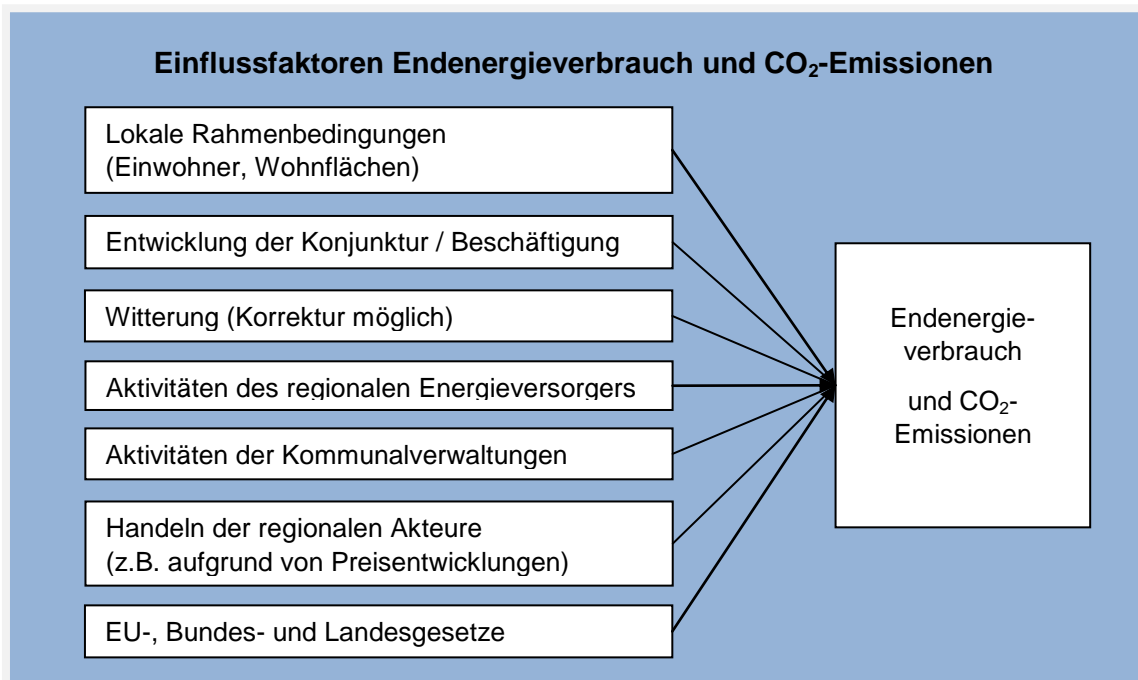 Einflussfaktoren Endenergieverbrauch und CO₂-Emissionen
Lokale Rahmenbedingungen
(Einwohner, Wohnflächen)
Entwicklung der Konjunktur / Beschäftigung
Witterung (Korrektur möglich)
Aktivitäten des regionalen Energieversorgers
Aktivitäten der Kommunalverwaltungen
Handeln der regionalen Akteure
(z.B. aufgrund von Preisentwicklungen)
EU-, Bundes- und Landesgesetze
Endenergie-
verbrauch
und CO₂-
Emissionen